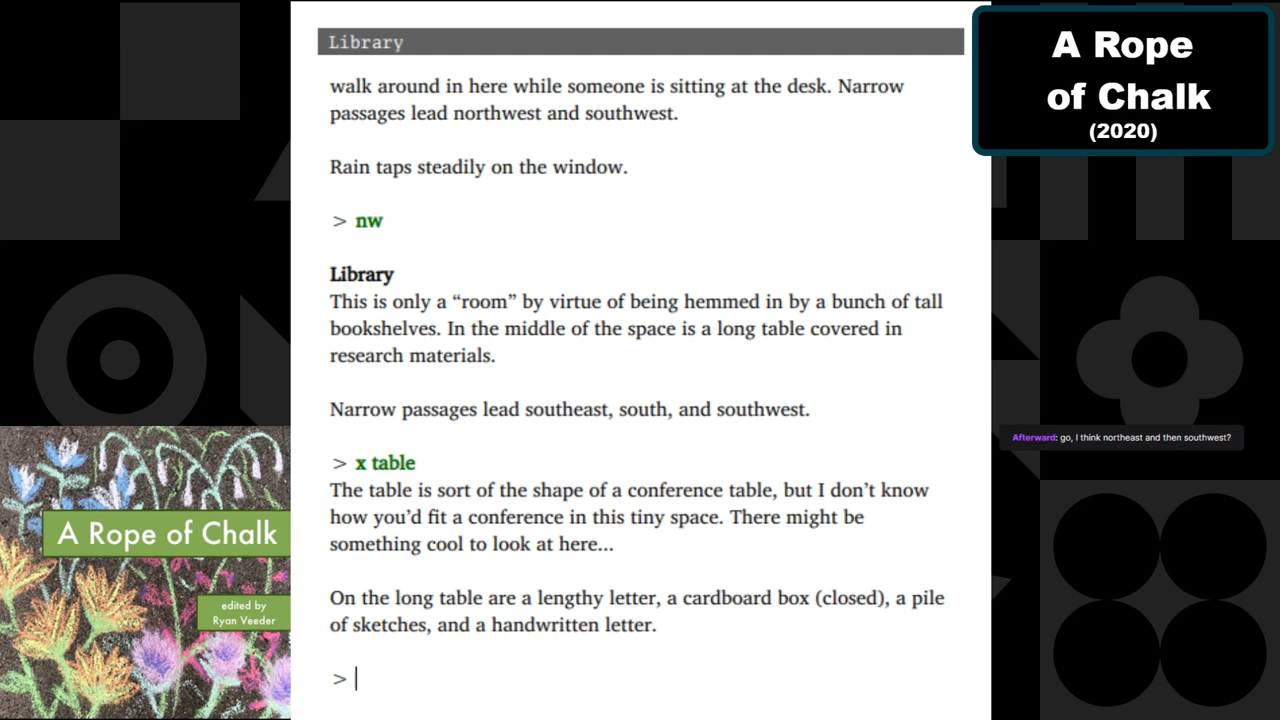 Library
walk around in here while someone is sitting at the desk. Narrow
passages lead northwest and southwest.
Rain taps steadily on the window.
> nw
Library
This is only a “room” by virtue of being hemmed in by a bunch of tall
bookshelves. In the middle of the space is a long table covered in
research materials.
Narrow passages lead southeast, south, and southwest.
> x table
The table is sort of the shape of a conference table, but I don’t know
how you’d fit a conference in this tiny space. There might be
something cool to look at here...
On the long table are a lengthy letter, a cardboard box (closed), a pile
of sketches, and a handwritten letter.
>
A Rope
of Chalk
(2020)
Afterward: go, I think northeast and then southwest?
A Rope of Chalk
edited by
Ryan Veeder